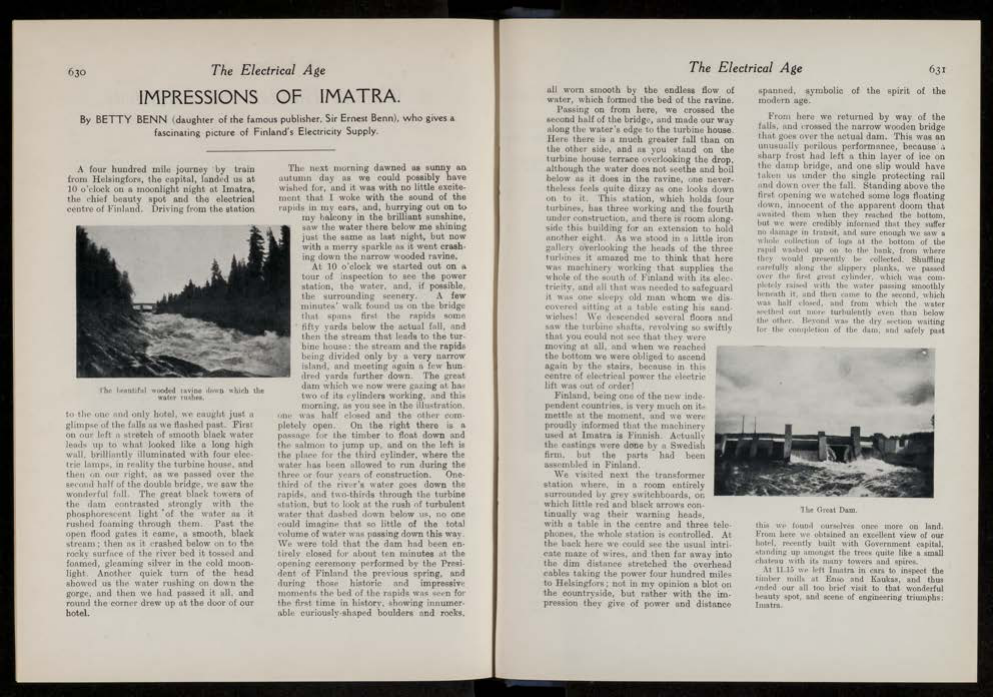 630
The Electrical Age
IMPRESSIONS OF IMATRA.
By BETTY BENN (daughter of the famous publisher, Sir Ernest Benn), who gives a
fascinating picture of Finland's Electricity Supply.
A four hundred mile journey by train
from Helsingfors, the capital, landed us at
10 o'clock on a moonlight night at Imatra,
the chief beauty spot and the electrical
centre of Finland. Driving from the station
The beautiful wooded ravine down which the
water rushes.
to the one and only hotel, we caught just a
glimpse of the falls as we flashed past. First
on our left a stretch of smooth black water
leads up to what looked like a long high
wall, brilliantly illuminated with four elec-
tric lamps, in reality the turbine house, and
then on our right, as we passed over the
second half of the double bridge, we saw the
wonderful fall. The great black towers of
the dam contrasted strongly with the
phosphorescent light of the water as it
rushed foaming through them. Past the
open flood gates it came, a smooth, black
stream; then as it crashed below on to the
rocky surface of the river bed it tossed and
foamed, gleaming silver in the cold moon-
light. Another quick turn of the head
showed us the water rushing on down the
gorge, and then we had passed it all, and
round the corner drew up at the door of our
hotel.
The next morning dawned as sunny an
autumn day as we could possibly have
wished for, and it was with no little excite-
ment that I woke with the sound of the
rapids in my ears, and, hurrying out on to
my balcony in the brilliant sunshine,
saw the water there below me shining
just the same as last night, but now
with a merry sparkle as it went crash-
ing down the narrow wooded ravine.
At 10 o'clock we started out on a
tour of inspection to see the power
station, the water, and, if possible,
the surrounding scenery. A few
minutes' walk found us on the bridge
that spans first the rapids some
fifty yards below the actual fall, and
then the stream that leads to the tur-
bine house: the stream and the rapids
being divided only by a very narrow
island, and meeting again a few hun-
dred yards further down. The great
dam which we now were gazing at has
two of its cylinders working, and this
morning, as you see in the illustration,
one was half closed and the other com-
pletely open. On the right there is a
passage for the timber to float down and
the salmon to jump up, and on the left is
the place for the third cylinder, where the
water has been allowed to run during the
three or four years of construction. One-
third of the river's water goes down the
rapids, and two-thirds through the turbine
station, but to look at the rush of turbulent
water that dashed down below us, no one
could imagine that so little of the total
volume of water was passing down this way.
We were told that the dam had been en-
tirely closed for about ten minutes at the
opening ceremony performed by the Presi-
dent of Finland the previous spring, and
during those historic and impressive
moments the bed of the rapids was seen for
the first time in history, showing innumer-
able curiously-shaped boulders and rocks,
The Electrical Age
631
all worn smooth by the endless flow of
water, which formed the bed of the ravine.
Passing on from here, we crossed the
second half of the bridge, and made our way
along the water's edge to the turbine house.
Here there is a much greater fall than on
the other side, and as you stand on the
turbine house terrace overlooking the drop,
although the water does not seethe and boil
below as it does in the ravine, one never-
theless feels quite dizzy as one looks down
on to it. This station, which holds four
turbines, has three working and the fourth
under construction, and there is room along-
side this building for an extension to hold
another eight. As we stood in a little iron
gallery overlooking the heads of the three
turbines it amazed me to think that here
was machinery working that supplies the
whole of the south of Finland with its elec-
tricity, and all that was needed to safeguard
it was one sleepy old man whom we dis-
covered sitting at a table eating his sand-
wiches! We descended several floors and
saw the turbine shafts, revolving so swiftly
that you could not see that they were
moving at all, and when we reached
the bottom we were obliged to ascend
again by the stairs, because in this
centre of electrical power the electric
lift was out of order!
Finland, being one of the new inde-
pendent countries, is very much on its
mettle at the moment, and we were
proudly informed that the machinery
used at Imatra is Finnish. Actually
the castings were done by a Swedish
firm, but the parts had been
assembled in Finland.
We visited next the transformer
station where, in a room entirely
surrounded by grey switchboards, on
which little red and black arrows con-
tinually wag their warning heads,
with a table in the centre and three tele-
phones, the whole station is controlled. At
the back here we could see the usual intri-
cate maze of wires, and then far away into
the dim distance stretched the overhead
cables taking the power four hundred miles
to Helsingfors; not in my opinion a blot on
the countryside, but rather with the im-
pression they give of power and distance
spanned, symbolic of the spirit of the
modern age.
From here we returned by way of the
falls, and crossed the narrow wooden bridge
that goes over the actual dam. This was an
unusually perilous performance, because a
sharp frost had left a thin layer of ice on
the damp bridge, and one slip would have
taken us under the single protecting rail
and down over the fall. Standing above the
first opening we watched some logs floating
down, innocent of the apparent doom that
awaited them when they reached the bottom,
but we were credibly informed that they suffer
no damage in transit, and sure enough we saw a
whole collection of logs at the bottom of the
rapid washed up on to the bank, from where
they would presently be collected. Shuffling
carefully along the slippery planks, we passed
over the first great cylinder, which was com-
pletely raised with the water passing smoothly
beneath it, and then came to the second, which
was half closed, and from which the water
seethed out more turbulently even than below
the other. Beyond was the dry section waiting
for the completion of the dam, and safely past
The Great Dam.
this we found ourselves once more on land.
From here we obtained an excellent view of our
hotel, recently built with Government capital,
standing up amongst the trees quite like a small
chateau with its many towers and spires.
At 11.15 we left Imatra in cars to inspect the
timber mills at Enso and Kaukas, and thus
ended our all too brief visit to that wonderful
beauty spot, and scene of engineering triumphs:
Imatra.